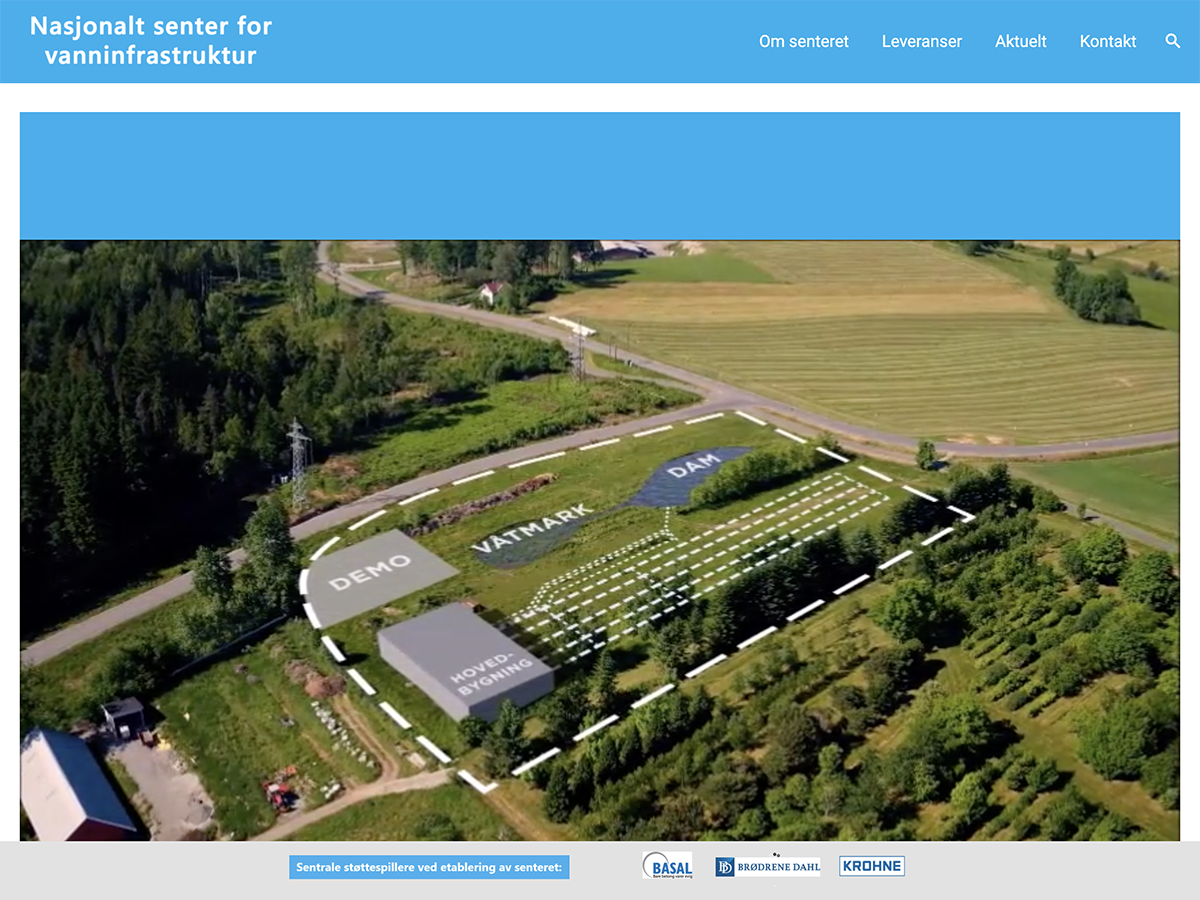 Nasjonalt senter for
vanninfrastruktur
Om senteret Leveranser Aktuelt Kontakt
DAM
VÅTMARK
DEMO
HOVED-
BYGNING
Sentrale støttespillere ved etablering av senteret:
BASAL
BD BRØDRENE DAHL
KROHNE